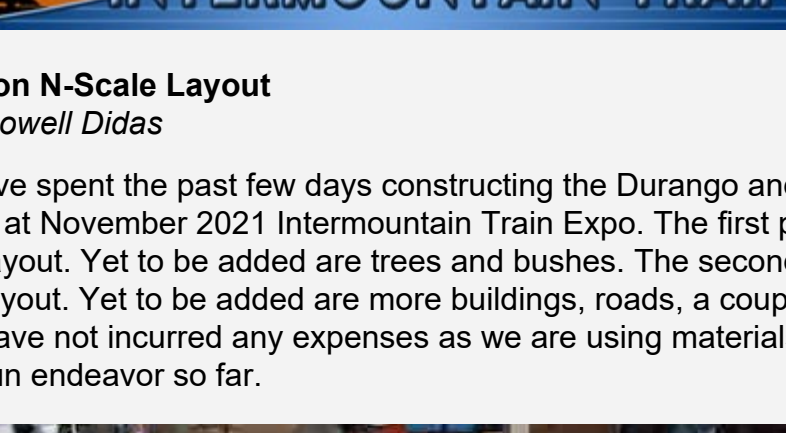 INTERMOUNTAIN TRAIN
on N-Scale Layout
owell Didas
ve spent the past few days constructing the Durango and
at November 2021 Intermountain Train Expo. The first p
ayout. Yet to be added are trees and bushes. The second
yout. Yet to be added are more buildings, roads, a coup
ave not incurred any expenses as we are using material
un endeavor so far.